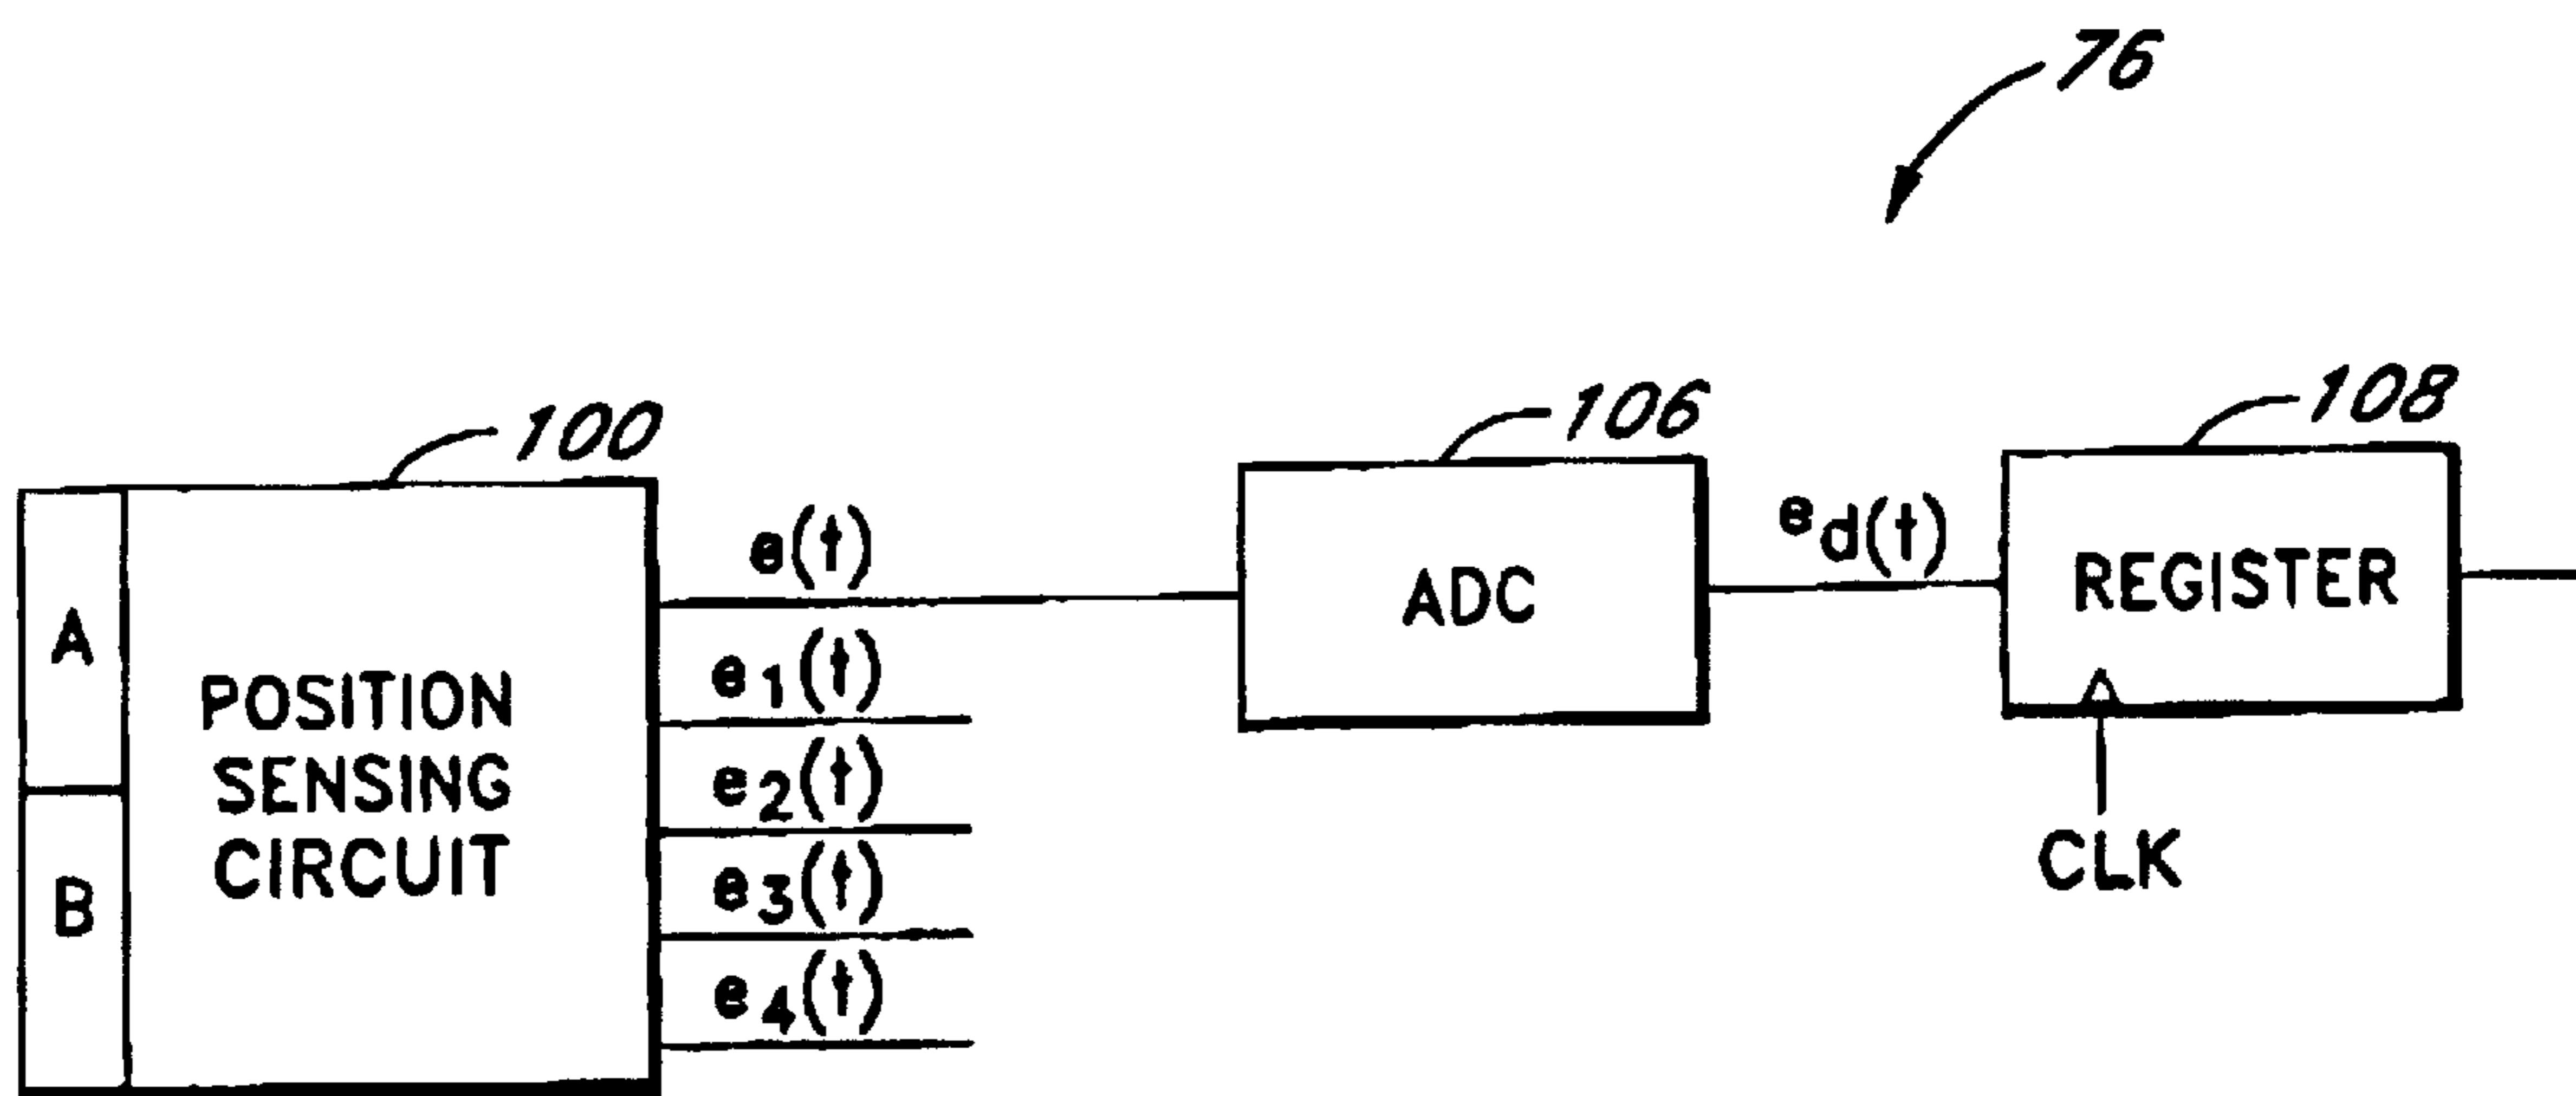 76
100
106
108
A
B
POSITION
SENSING
CIRCUIT
e(t)
e1(t)
e2(t)
e3(t)
e4(t)
ADC
ed(t)
REGISTER
CLK